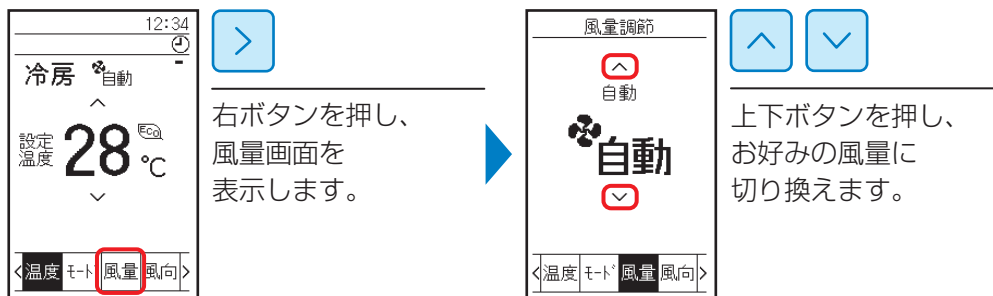 12:34
冷房 自動
設定
温度 28 Eco ℃
温度 モード 風量 風向
右ボタンを押し、
風量画面を
表示します。
風量調節
自動
自動
温度 モード 風量 風向
上下ボタンを押し、
お好みの風量に
切り換えます。